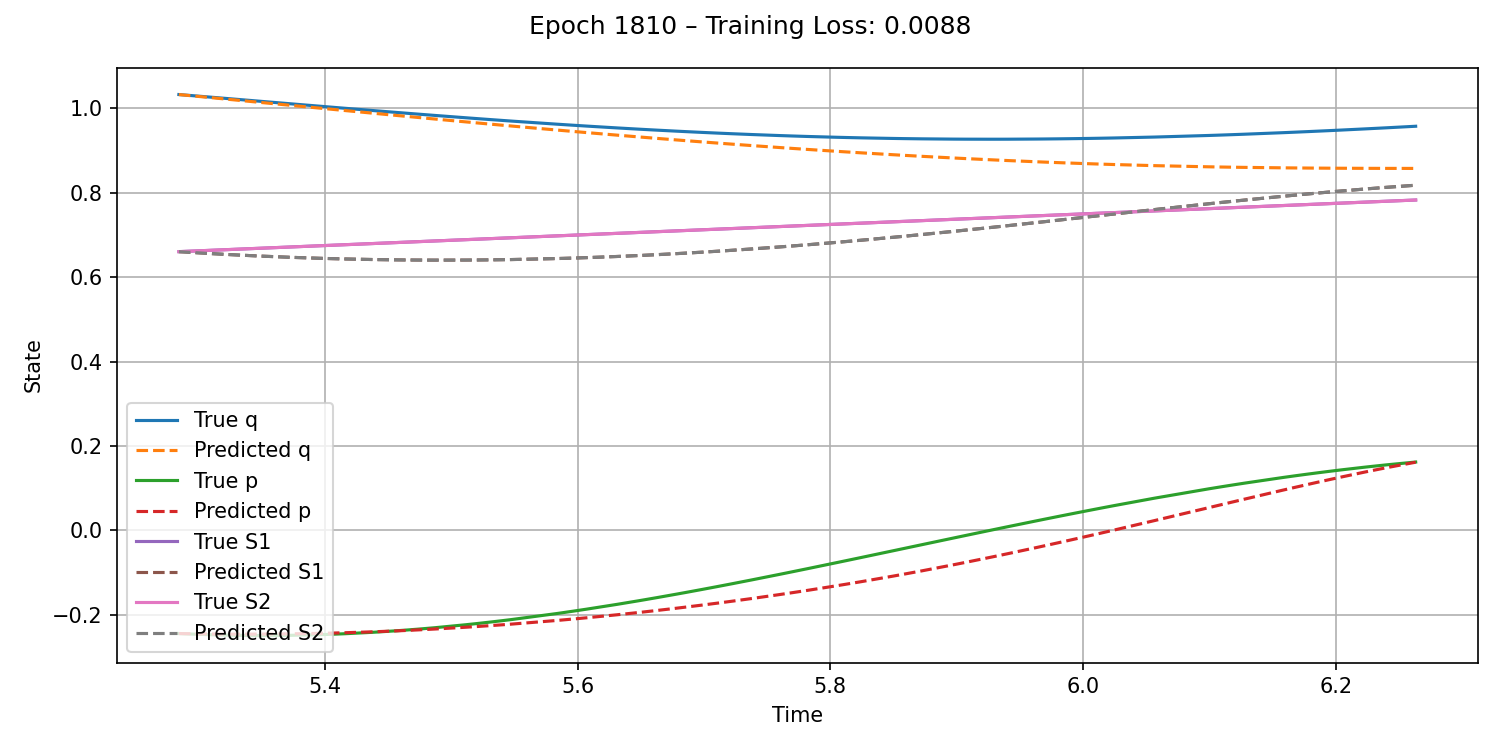 Epoch 1810 – Training Loss: 0.0088
1.0
0.8
0.6
0.4
0.2
0.0
−0.2
State
True q
Predicted q
True p
Predicted p
True S1
Predicted S1
True S2
Predicted S2
5.4
5.6
5.8
6.0
6.2
Time